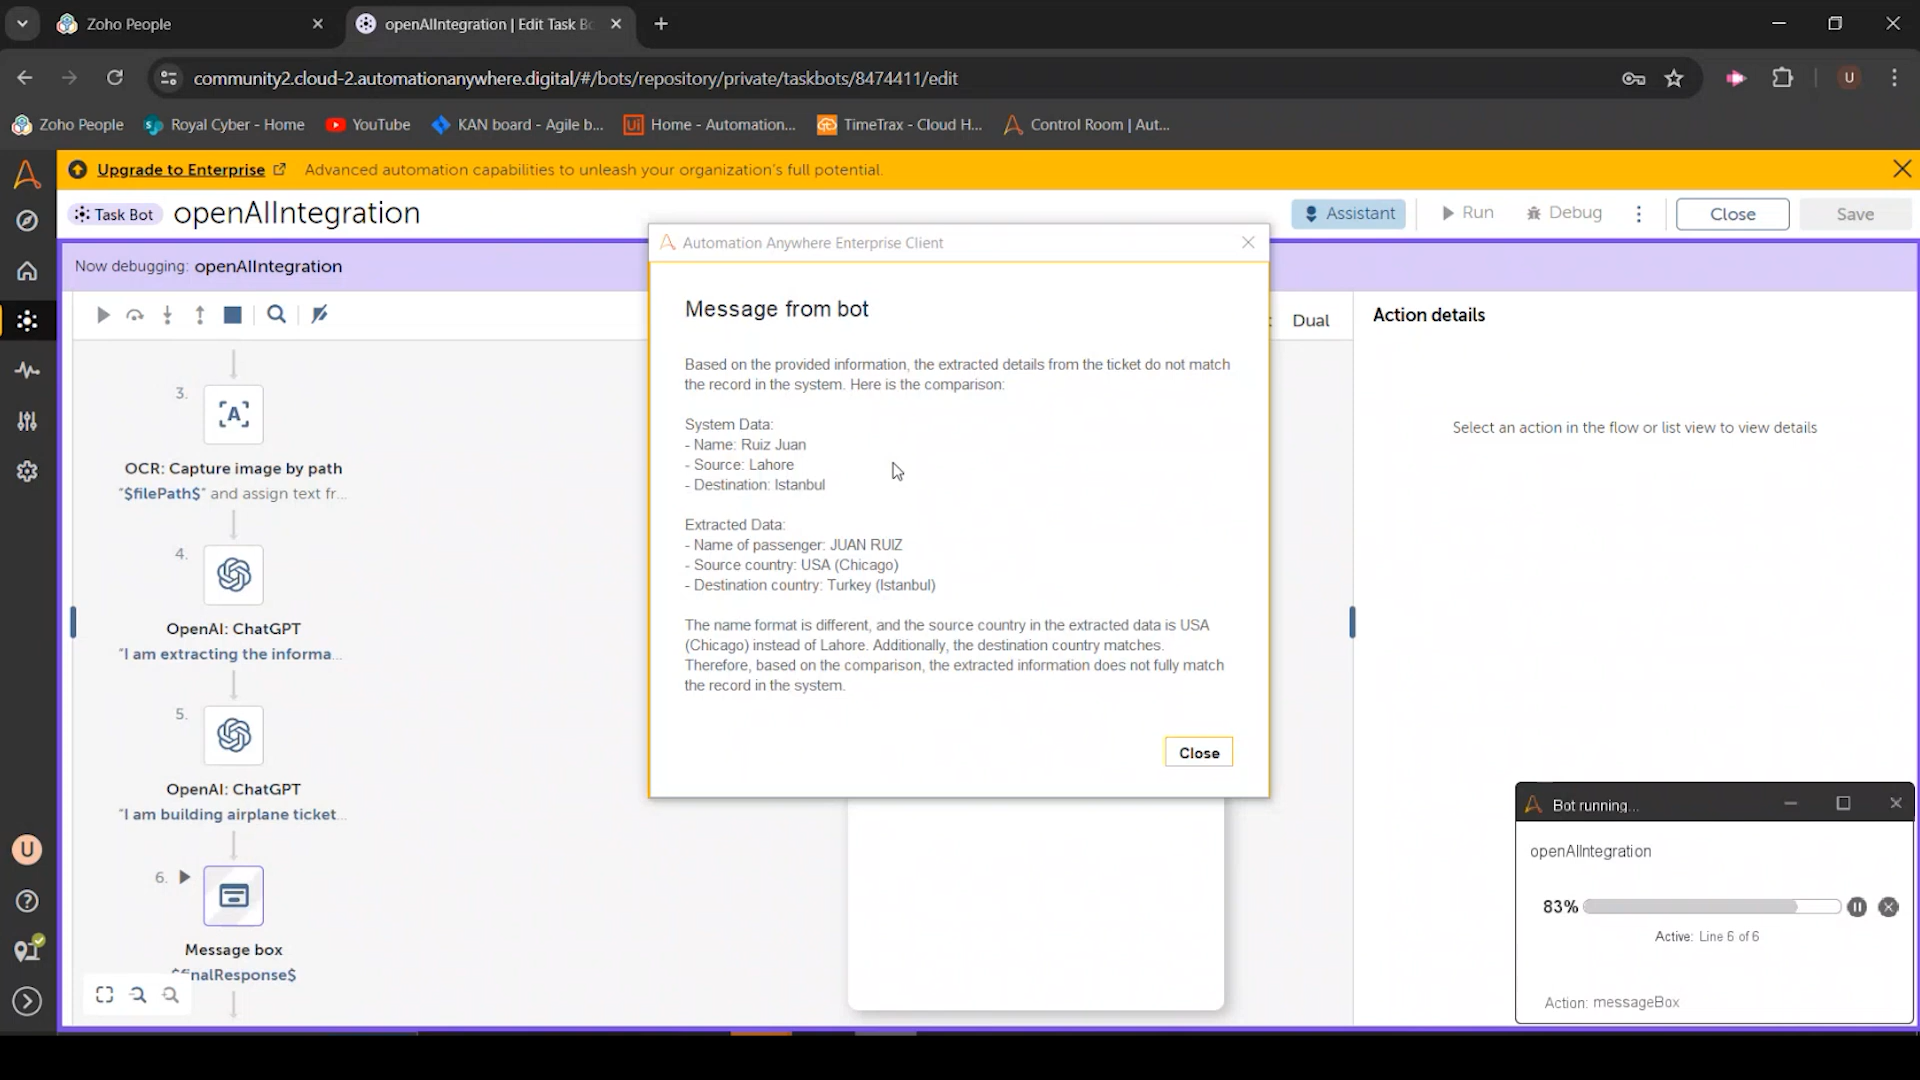 Zoho People
openAIIntegration | Edit Task Bo
community2.cloud-2.automationanywhere.digital/#/bots/repository/private/taskbots/8474411/edit
U
Zoho People
Royal Cyber - Home
YouTube
KAN board - Agile b...
Home - Automation...
TimeTrax - Cloud H...
Control Room | Aut...
Upgrade to Enterprise
Advanced automation capabilities to unleash your organization's full potential.
Task Bot
openAIIntegration
Assistant
Run
Debug
Close
Save
Now debugging: openAIIntegration
Dual
Action details
Select an action in the flow or list view to view details
3.
OCR: Capture image by path
"$filePath$" and assign text fr...
4.
OpenAI: ChatGPT
"I am extracting the informa...
5.
OpenAI: ChatGPT
"I am building airplane ticket...
6.
Message box
$finalResponse$
U
Automation Anywhere Enterprise Client
Message from bot
Based on the provided information, the extracted details from the ticket do not match
the record in the system. Here is the comparison:
System Data:
- Name: Ruiz Juan
- Source: Lahore
- Destination: Istanbul
Extracted Data:
- Name of passenger: JUAN RUIZ
- Source country: USA (Chicago)
- Destination country: Turkey (Istanbul)
The name format is different, and the source country in the extracted data is USA
(Chicago) instead of Lahore. Additionally, the destination country matches.
Therefore, based on the comparison, the extracted information does not fully match
the record in the system.
Close
Bot running...
openAIIntegration
83%
Active: Line 6 of 6
Action: messageBox